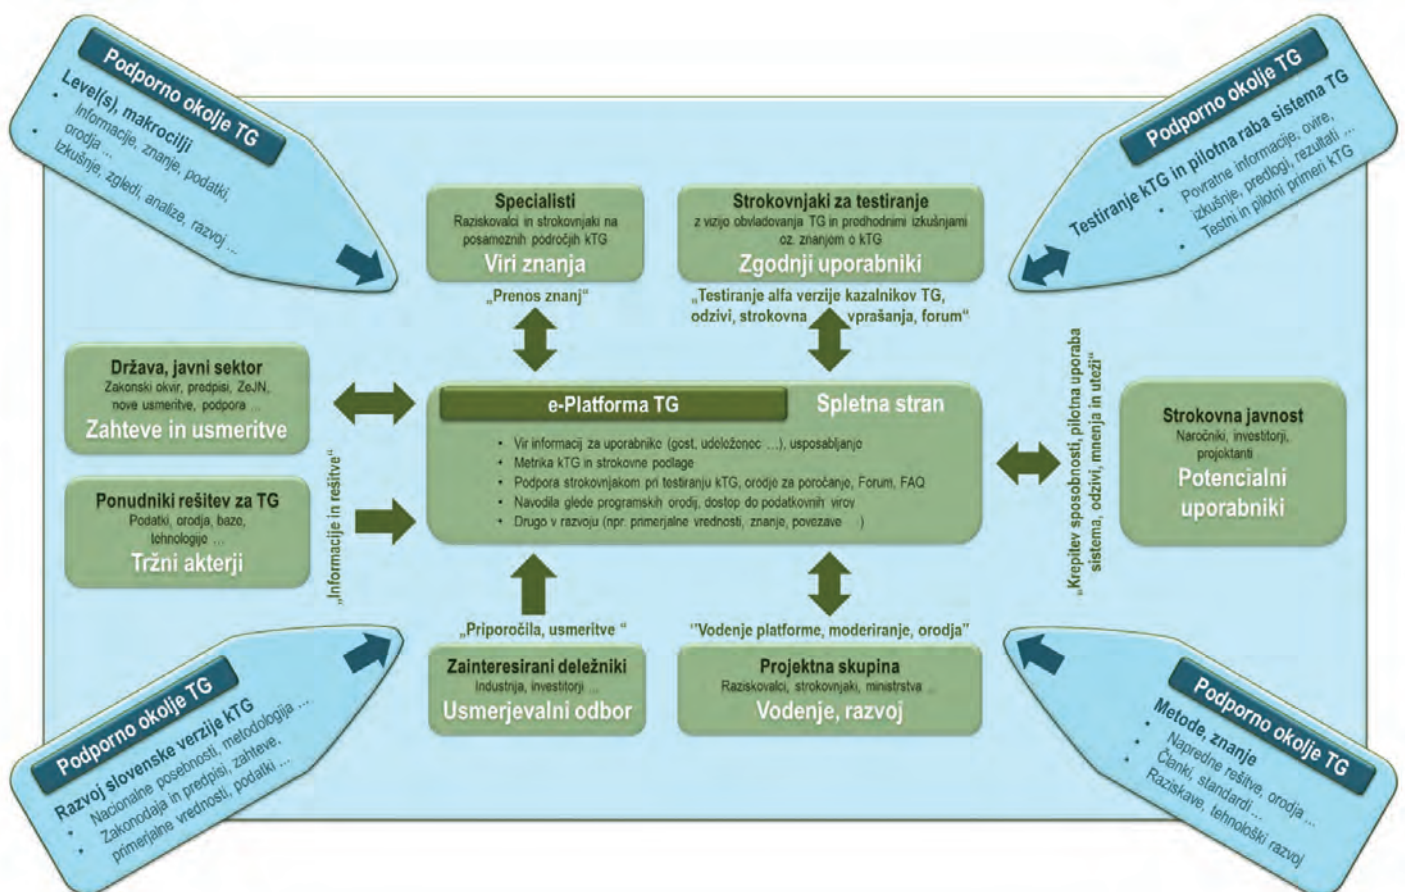 Podporno okolje TG
Level(s), makrocilji
• Informacije, znanje, podatki,
orodja ...
• Izkušnje, zgledi, analize, razvoj ...
Podporno okolje TG
Testiranje kTG in pilotna raba sistema TG
• Povratne informacije, ovire,
izkušnje, predlogi, rezultati ...
• Testni in pilotni primeri kTG
Specialisti
Raziskovalci in strokovnjaki na
posameznih področjih kTG
Viri znanja
„Prenos znanj“
Strokovnjaki za testiranje
z vizijo obvladovanja TG in predhodnimi izkušnjami
oz. znanjem o kTG
Zgodnji uporabniki
„Testiranje alfa verzije kazalnikov TG,
odzivi, strokovna vprašanja, forum“
Država, javni sektor
Zakonski okvir, predpisi, ZeJN,
nove usmeritve, podpora ...
Zahteve in usmeritve
Ponudniki rešitev za TG
Podatki, orodja, baze,
tehnologije ...
Tržni akterji
„Informacije in rešitve“
e-Platforma TG
Spletna stran
• Vir informacij za uporabnike (gost, udeleženec ...), usposabljanje
• Metrika kTG in strokovne podlage
• Podpora strokovnjakom pri testiranju kTG, orodje za poročanje, Forum, FAQ
• Navodila glede programskih orodij, dostop do podatkovnih virov
• Drugo v razvoju (npr. primerjalne vrednosti, znanje, povezave ...)
„Krepitev sposobnosti, pilotna uporaba
sistema, odzivi, mnenja in uteži“
Strokovna javnost
Naročniki, investitorji,
projektanti
Potencialni
uporabniki
„Priporočila, usmeritve “
Zainteresirani deležniki
Industrija, investitorji ...
Usmerjevalni odbor
"Vodenje platforme, moderiranje, orodja”
Projektna skupina
Raziskovalci, strokovnjaki, ministrstva ...
Vodenje, razvoj
Podporno okolje TG
Razvoj slovenske verzije kTG
• Nacionalne posebnosti, metodologija ...
• Zakonodaja in predpisi, zahteve,
• primerjalne vrednosti, podatki ...
Podporno okolje TG
Metode, znanje
• Napredne rešitve, orodja ...
• Članki, standardi ...
• Raziskave, tehnološki razvoj